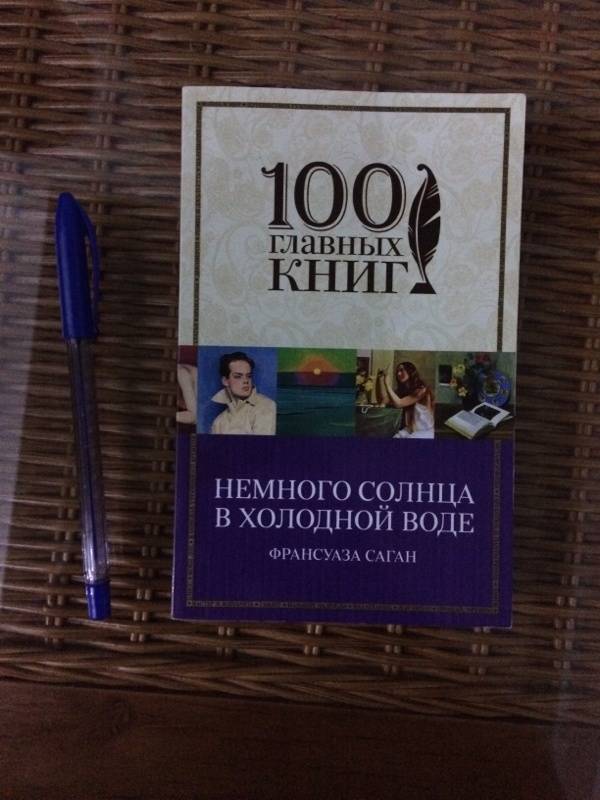 100
главных
книг
НЕМНОГО СОЛНЦА
В ХОЛОДНОЙ ВОДЕ
ФРАНСУАЗА САГАН